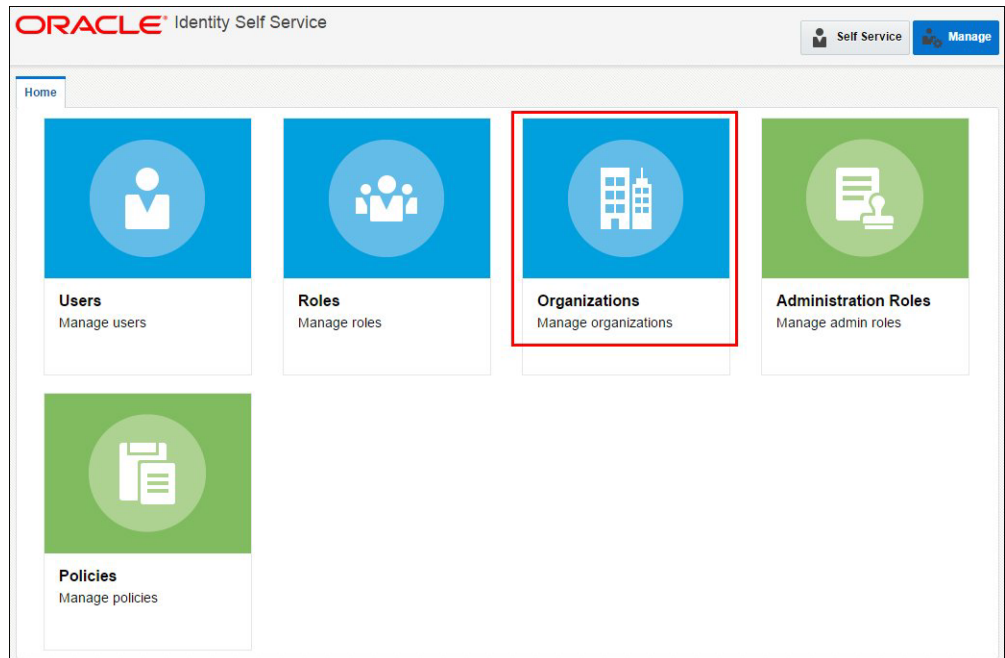 ORACLE Identity Self Service
Self Service
Manage
Home
Users
Manage users
Roles
Manage roles
Organizations
Manage organizations
Administration Roles
Manage admin roles
Policies
Manage policies